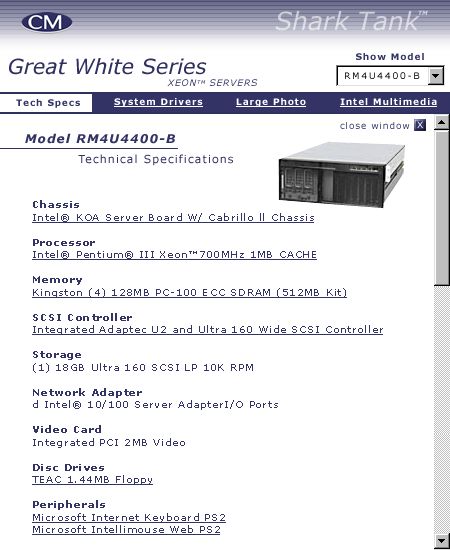 CM
Shark Tank™
Great White Series
XEON™ SERVERS
Show Model
RM4U4400-B
Tech Specs
System Drivers
Large Photo
Intel Multimedia
close window X
Model RM4U4400-B
Technical Specifications
Chassis
Intel® KOA Server Board W/ Cabrillo ll Chassis
Processor
Intel® Pentium® III Xeon™700MHz 1MB CACHE
Memory
Kingston (4) 128MB PC-100 ECC SDRAM (512MB Kit)
SCSI Controller
Integrated Adaptec U2 and Ultra 160 Wide SCSI Controller
Storage
(1) 18GB Ultra 160 SCSI LP 10K RPM
Network Adapter
d Intel® 10/100 Server AdapterI/O Ports
Video Card
Integrated PCI 2MB Video
Disc Drives
TEAC 1.44MB Floppy
Peripherals
Microsoft Internet Keyboard PS2
Microsoft Intellimouse Web PS2